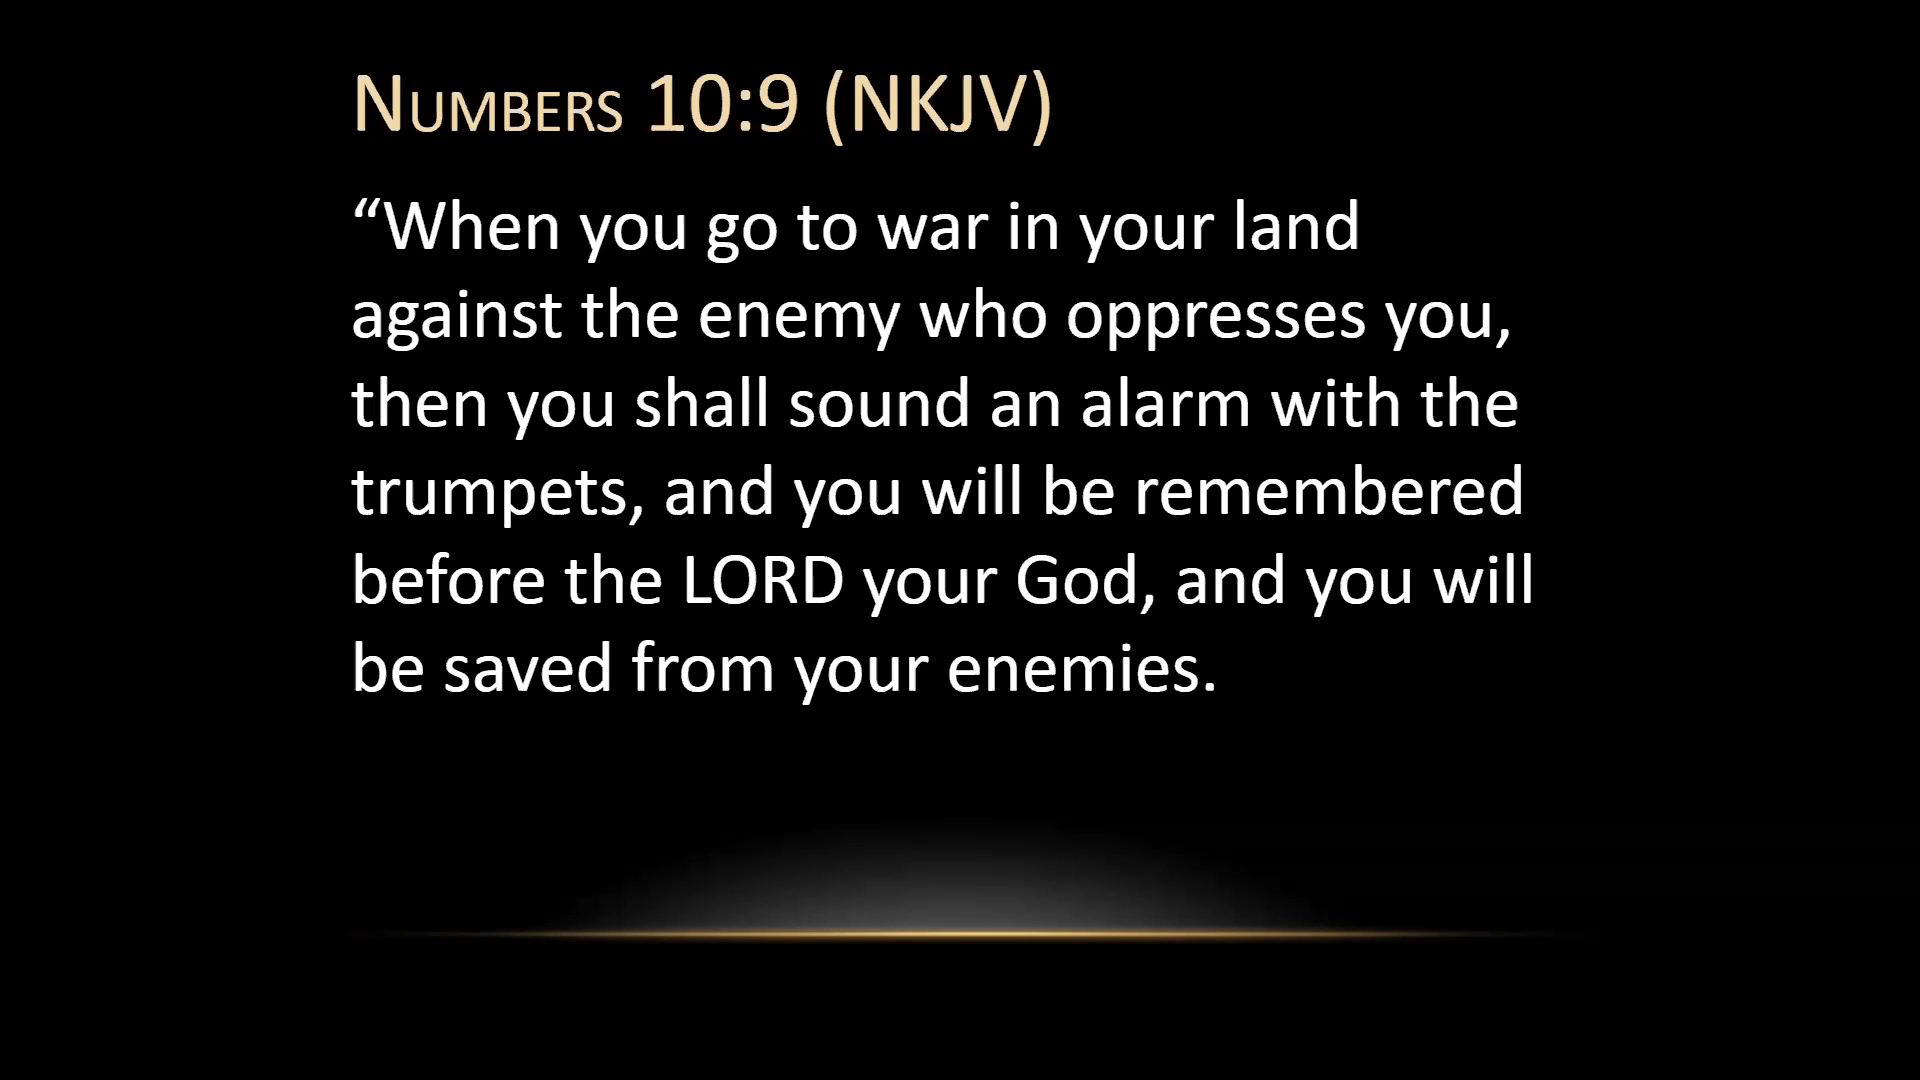 Numbers 10:9 (NKJV)
“When you go to war in your land
against the enemy who oppresses you,
then you shall sound an alarm with the
trumpets, and you will be remembered
before the LORD your God, and you will
be saved from your enemies.